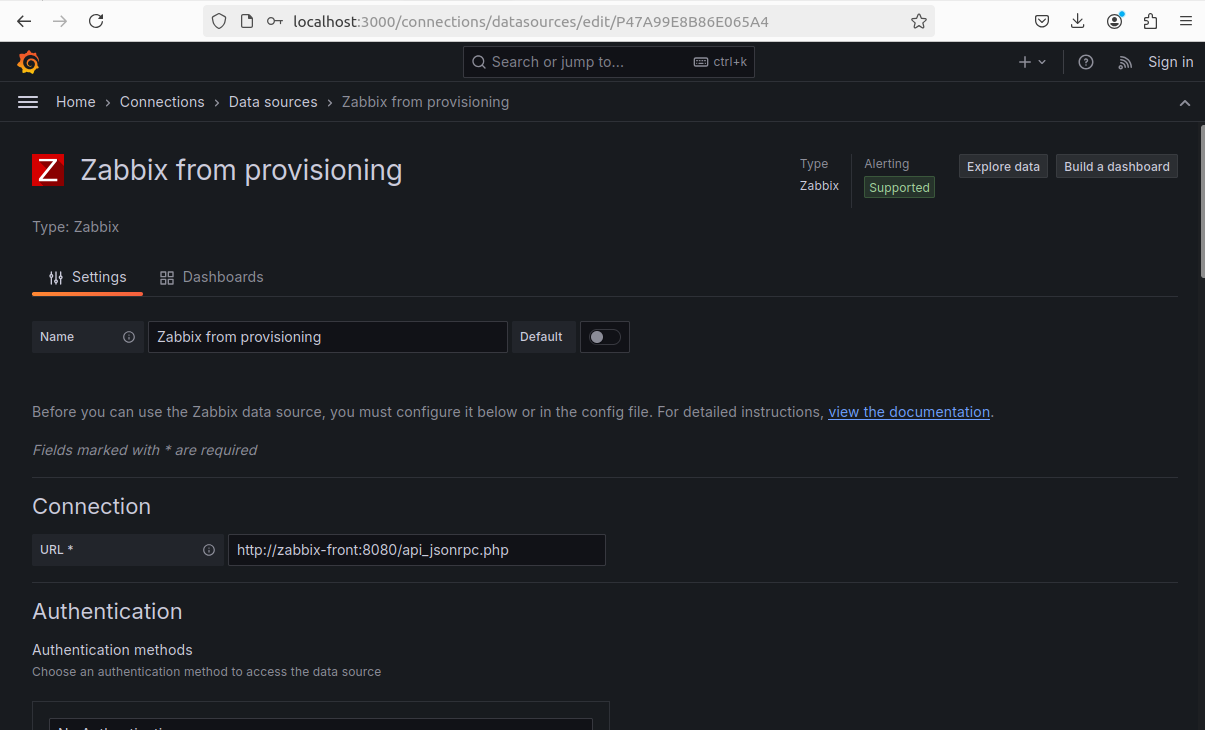 localhost:3000/connections/datasources/edit/P47A99E8B86E065A4
Search or jump to... ctrl+k
Sign in
Home › Connections › Data sources › Zabbix from provisioning
Z Zabbix from provisioning
Type
Zabbix
Alerting
Supported
Explore data
Build a dashboard
Type: Zabbix
Settings Dashboards
Name Zabbix from provisioning Default
Before you can use the Zabbix data source, you must configure it below or in the config file. For detailed instructions, view the documentation.
Fields marked with * are required
Connection
URL * http://zabbix-front:8080/api_jsonrpc.php
Authentication
Authentication methods
Choose an authentication method to access the data source